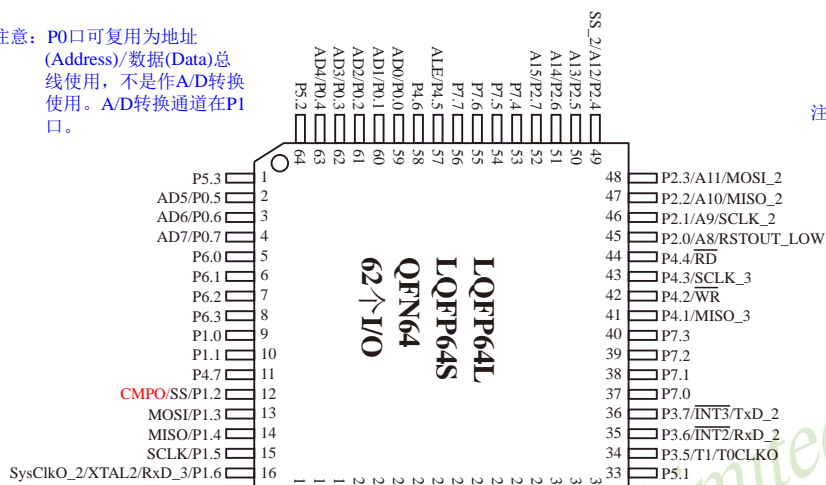 注意：P0口可复用为地址
(Address)/数据(Data)总
线使用，不是作A/D转换
使用。A/D转换通道在P1
口。
注
P5.2
AD4/P0.4
AD3/P0.3
AD2/P0.2
AD1/P0.1
AD0/P0.0
P4.6
ALE/P4.5
P7.7
P7.6
P7.5
P7.4
A15/P2.7
A14/P2.6
A13/P2.5
SS_2/A12/P2.4
64
63
62
61
60
59
58
57
56
55
54
53
52
51
50
49
P5.3 1
AD5/P0.5 2
AD6/P0.6 3
AD7/P0.7 4
P6.0 5
P6.1 6
P6.2 7
P6.3 8
P1.0 9
P1.1 10
P4.7 11
CMPO/SS/P1.2 12
MOSI/P1.3 13
MISO/P1.4 14
SCLK/P1.5 15
SysClkO_2/XTAL2/RxD_3/P1.6 16
LQFP64L
LQFP64S
QFN64
62个I/O
48 P2.3/A11/MOSI_2
47 P2.2/A10/MISO_2
46 P2.1/A9/SCLK_2
45 P2.0/A8/RSTOUT_LOW
44 P4.4/RD
43 P4.3/SCLK_3
42 P4.2/WR
41 P4.1/MISO_3
40 P7.3
39 P7.2
38 P7.1
37 P7.0
36 P3.7/INT3/TxD_2
35 P3.6/INT2/RxD_2
34 P3.5/T1/T0CLKO
33 P5.1